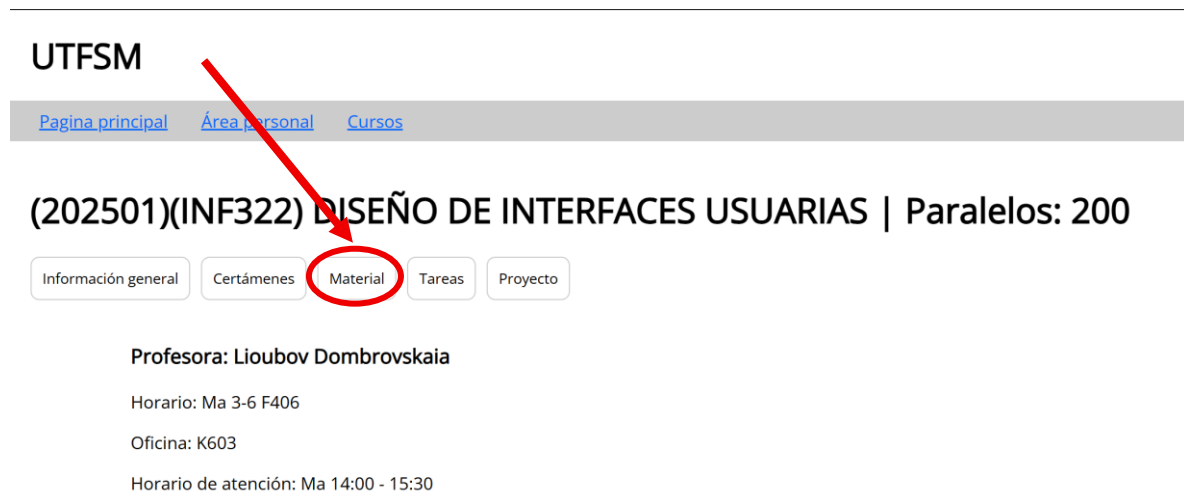 UTFSM
Pagina principal Área personal Cursos
(202501)(INF322) DISEÑO DE INTERFACES USUARIAS | Paralelos: 200
Información general Certámenes Material Tareas Proyecto
Profesora: Lioubov Dombrovskaia
Horario: Ma 3-6 F406
Oficina: K603
Horario de atención: Ma 14:00 - 15:30